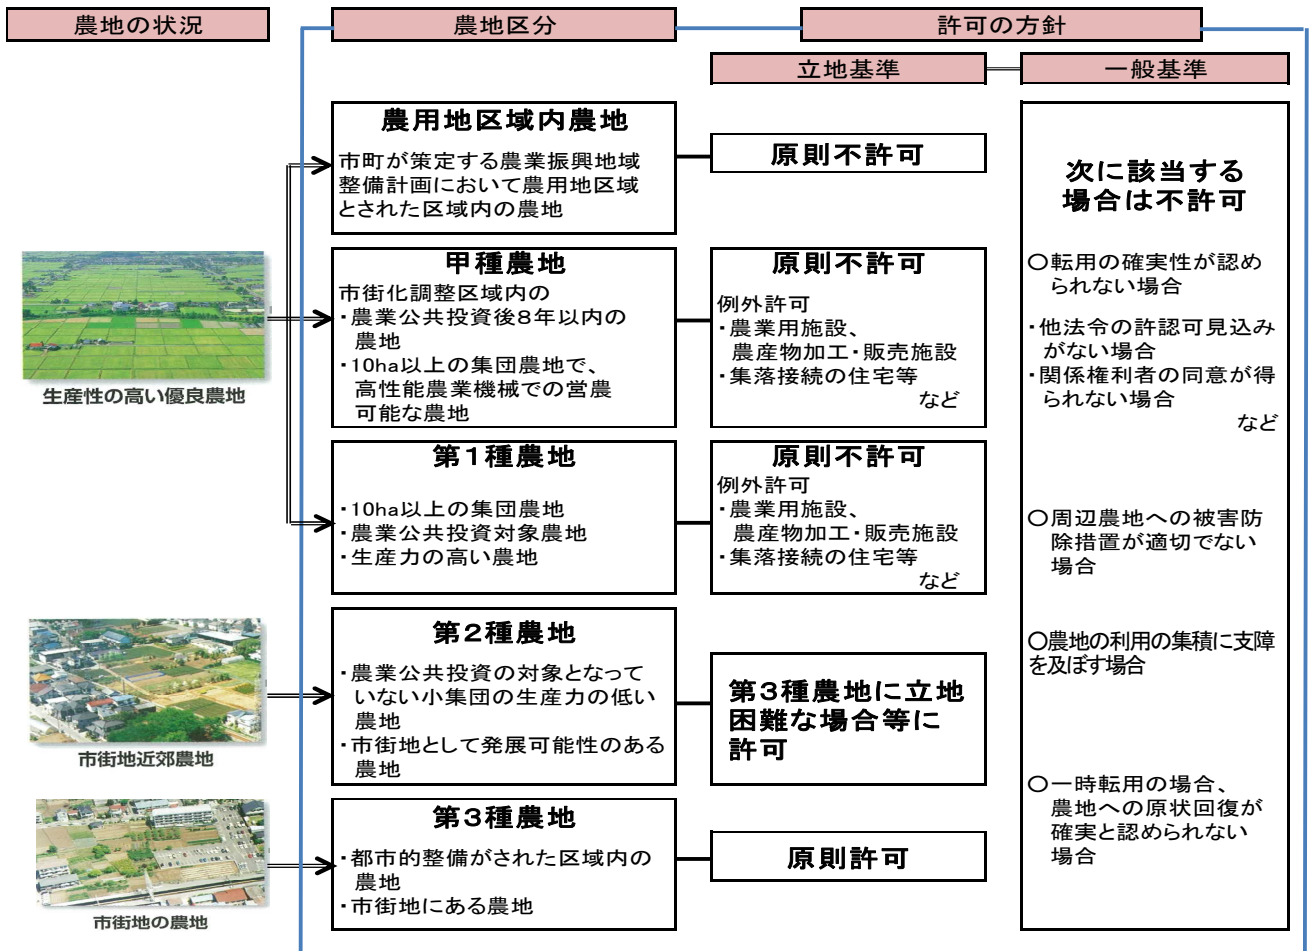 農地の状況
農地区分
許可の方針
立地基準
一般基準
農用地区域内農地
市町が策定する農業振興地域
整備計画において農用地区域
とされた区域内の農地
原則不許可
生産性の高い優良農地
甲種農地
市街化調整区域内の
・農業公共投資後8年以内の
農地
・10ha以上の集団農地で、
高性能農業機械での営農
可能な農地
原則不許可
例外許可
・農業用施設、
農産物加工・販売施設
・集落接続の住宅等
など
第1種農地
・10ha以上の集団農地
・農業公共投資対象農地
・生産力の高い農地
原則不許可
例外許可
・農業用施設、
農産物加工・販売施設
・集落接続の住宅等
など
市街地近郊農地
第2種農地
・農業公共投資の対象となって
いない小集団の生産力の低い
農地
・市街地として発展可能性のある
農地
第3種農地に立地
困難な場合等に
許可
市街地の農地
第3種農地
・都市的整備がされた区域内の
農地
・市街地にある農地
原則許可
次に該当する
場合は不許可
○転用の確実性が認め
られない場合
・他法令の許認可見込み
がない場合
・関係権利者の同意が得
られない場合
など
○周辺農地への被害防
除措置が適切でない
場合
○農地の利用の集積に支障
を及ぼす場合
○一時転用の場合、
農地への原状回復が
確実と認められない
場合